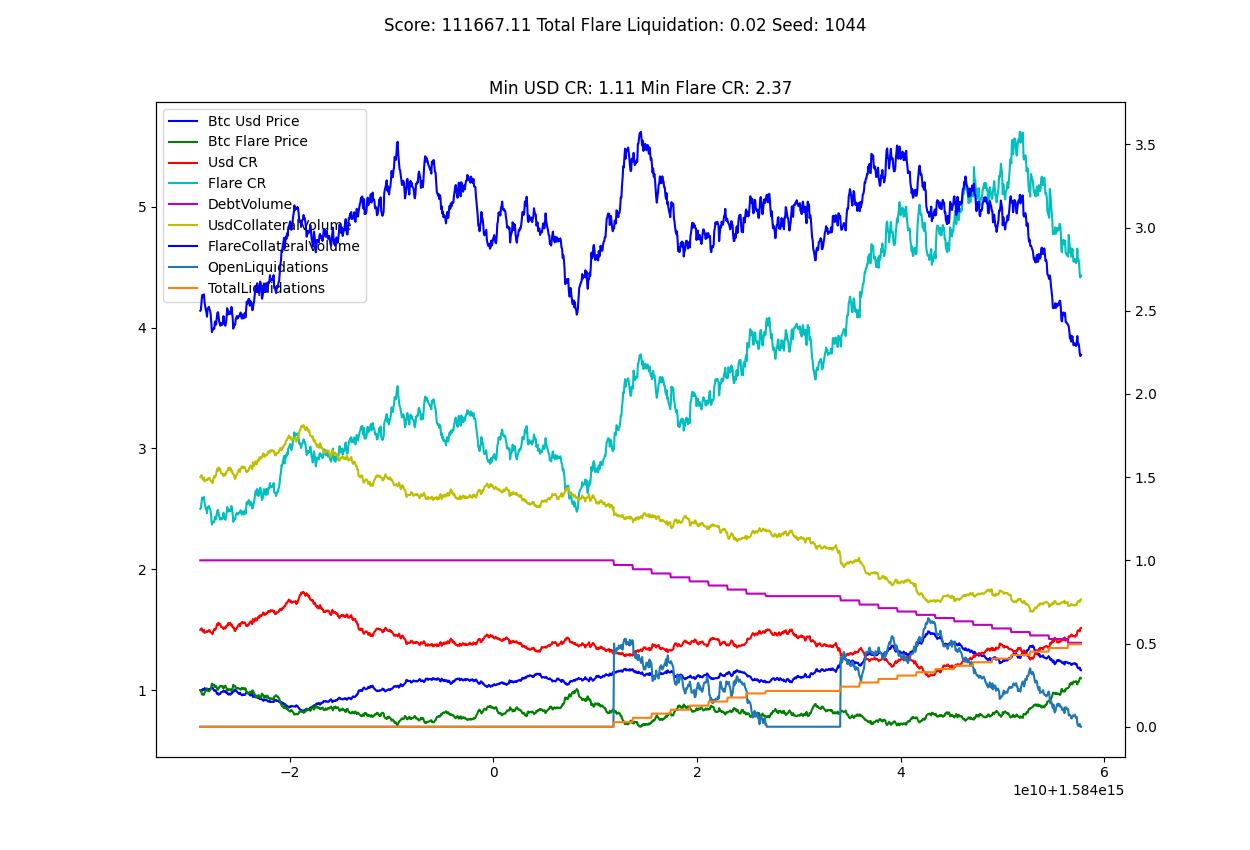 Score: 111667.11 Total Flare Liquidation: 0.02 Seed: 1044
Min USD CR: 1.11 Min Flare CR: 2.37
Btc Usd Price
Btc Flare Price
Usd CR
Flare CR
DebtVolume
UsdCollateralVolume
FlareCollateralVolume
OpenLiquidations
TotalLiquidations
5
4
3
2
1
3.5
3.0
2.5
2.0
1.5
1.0
0.5
0.0
−2
0
2
4
6
1e10+1.584e15